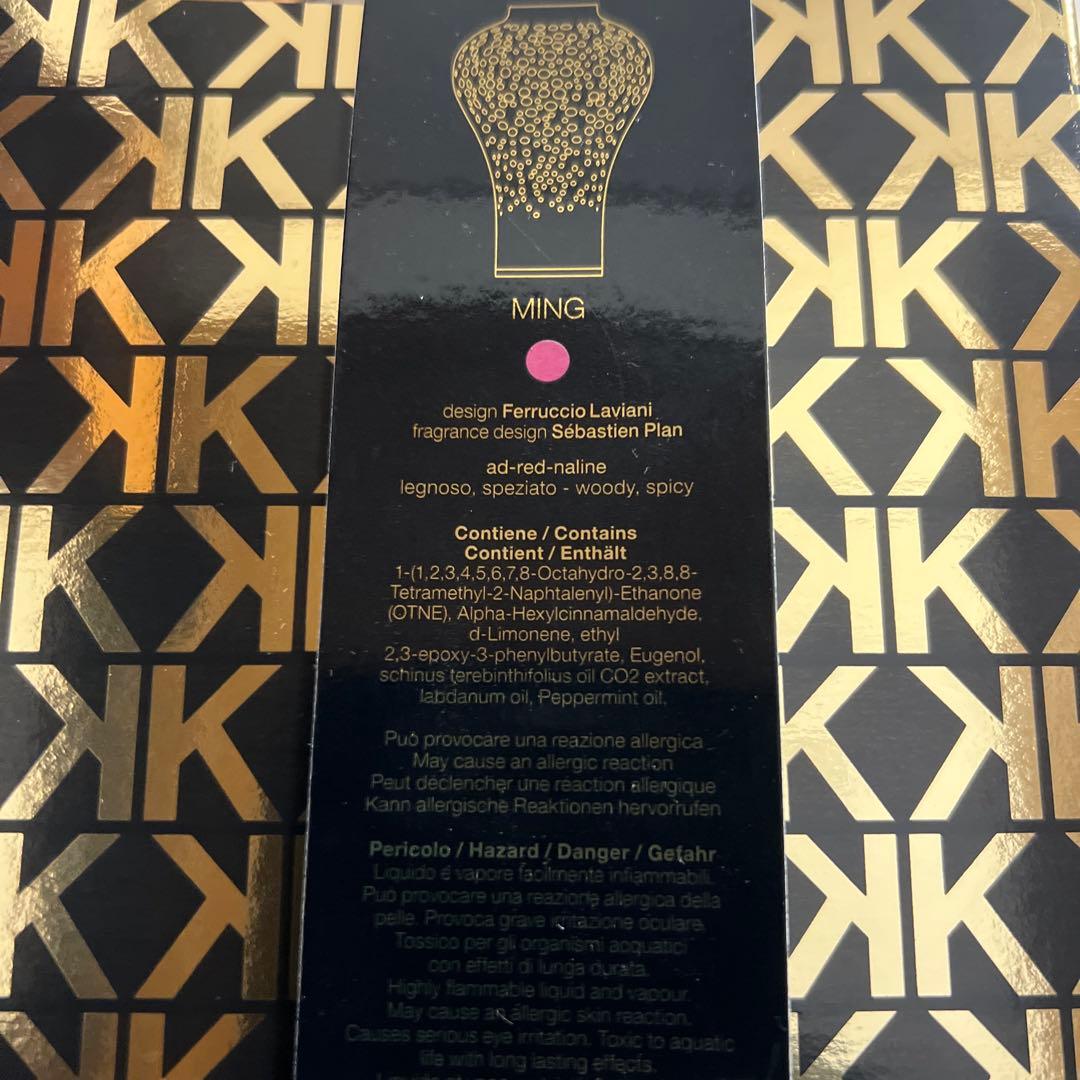 MING
design Ferruccio Laviani
fragrance design Sébastien Plan
ad-red-naline
legnoso, speziato - woody, spicy
Contiene / Contains
Contient / Enthält
1-(1,2,3,4,5,6,7,8-Octahydro-2,3,8,8-
Tetramethyl-2-Naphtalenyl)-Ethanone
(OTNE), Alpha-Hexylcinnamaldehyde,
d-Limonene, ethyl
2,3-epoxy-3-phenylbutyrate, Eugenol,
schinus terebinthifolius oil CO2 extract,
labdanum oil, Peppermint oil.
Può provocare una reazione allergica
May cause an allergic reaction
Peut déclencher une réaction allergique
Kann allergische Reaktionen hervorrufen
Pericolo / Hazard / Danger / Gefahr
Liquido e vapore facilmente infiammabili.
Può provocare una reazione allergica della
pelle. Provoca grave irritazione oculare.
Tossico per gli organismi acquatici
con effetti di lunga durata.
Highly flammable liquid and vapour.
May cause an allergic skin reaction.
Causes serious eye irritation. Toxic to aquatic
life with long lasting effects.